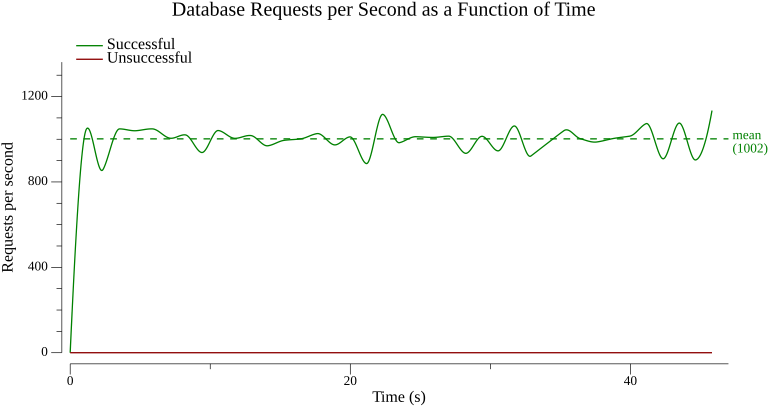 Database Requests per Second as a Function of Time
Successful
Unsuccessful
1200
800
400
0
Requests per second
mean
(1002)
0
20
40
Time (s)